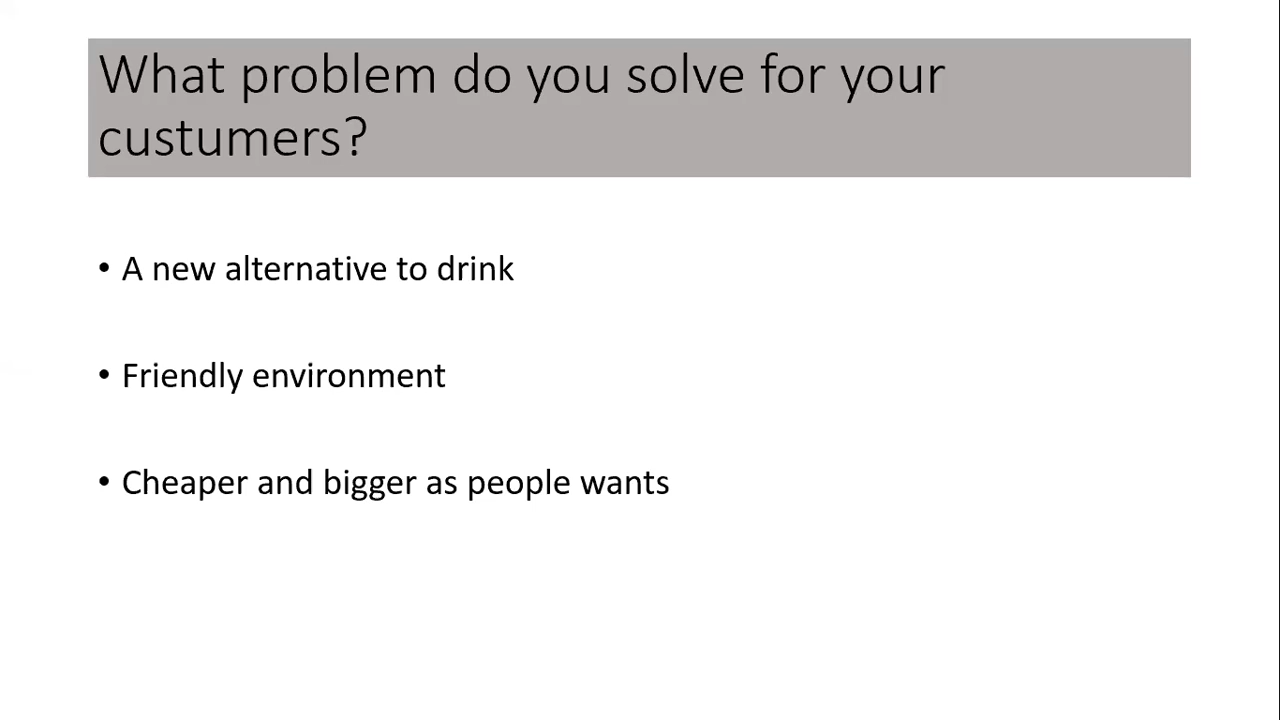 What problem do you solve for your
custumers?
• A new alternative to drink
• Friendly environment
• Cheaper and bigger as people wants